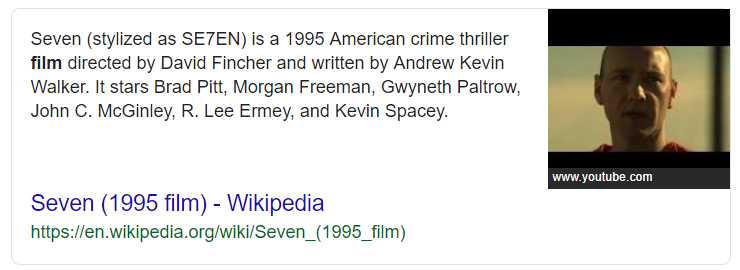 Seven (stylized as SE7EN) is a 1995 American crime thriller
film directed by David Fincher and written by Andrew Kevin
Walker. It stars Brad Pitt, Morgan Freeman, Gwyneth Paltrow,
John C. McGinley, R. Lee Ermey, and Kevin Spacey.
www.youtube.com
Seven (1995 film) - Wikipedia
https://en.wikipedia.org/wiki/Seven_(1995_film)